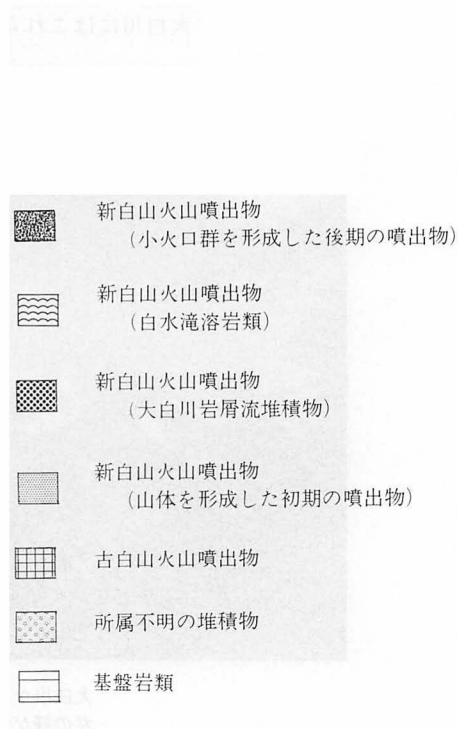 新白山火山噴出物
(小火口群を形成した後期の噴出物)
新白山火山噴出物
(白水滝溶岩類)
新白山火山噴出物
(大白川岩屑流堆積物)
新白山火山噴出物
(山体を形成した初期の噴出物)
古白山火山噴出物
所属不明の堆積物
基盤岩類